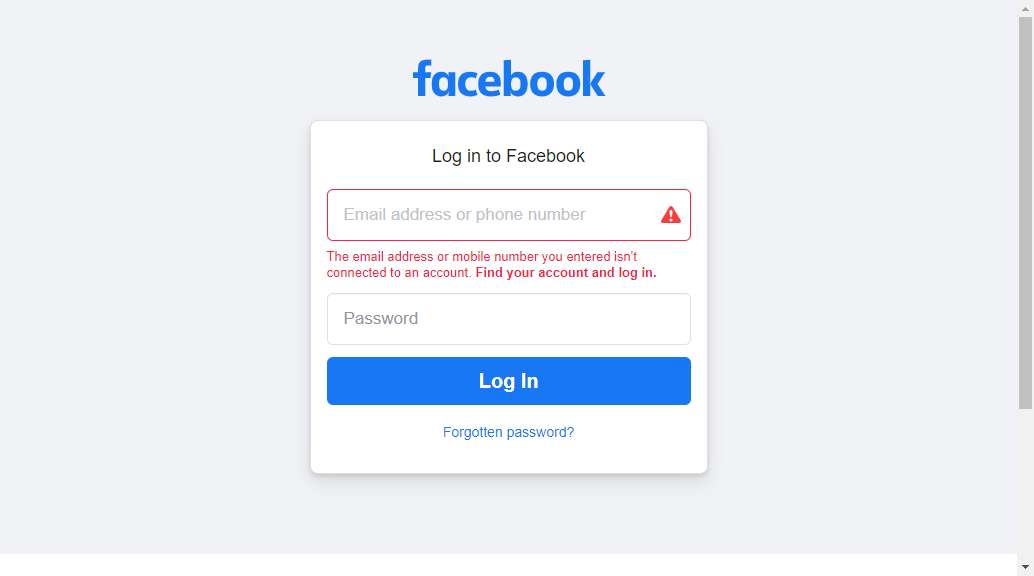 facebook
Log in to Facebook
Email address or phone number
The email address or mobile number you entered isn't
connected to an account. Find your account and log in.
Password
Log In
Forgotten password?